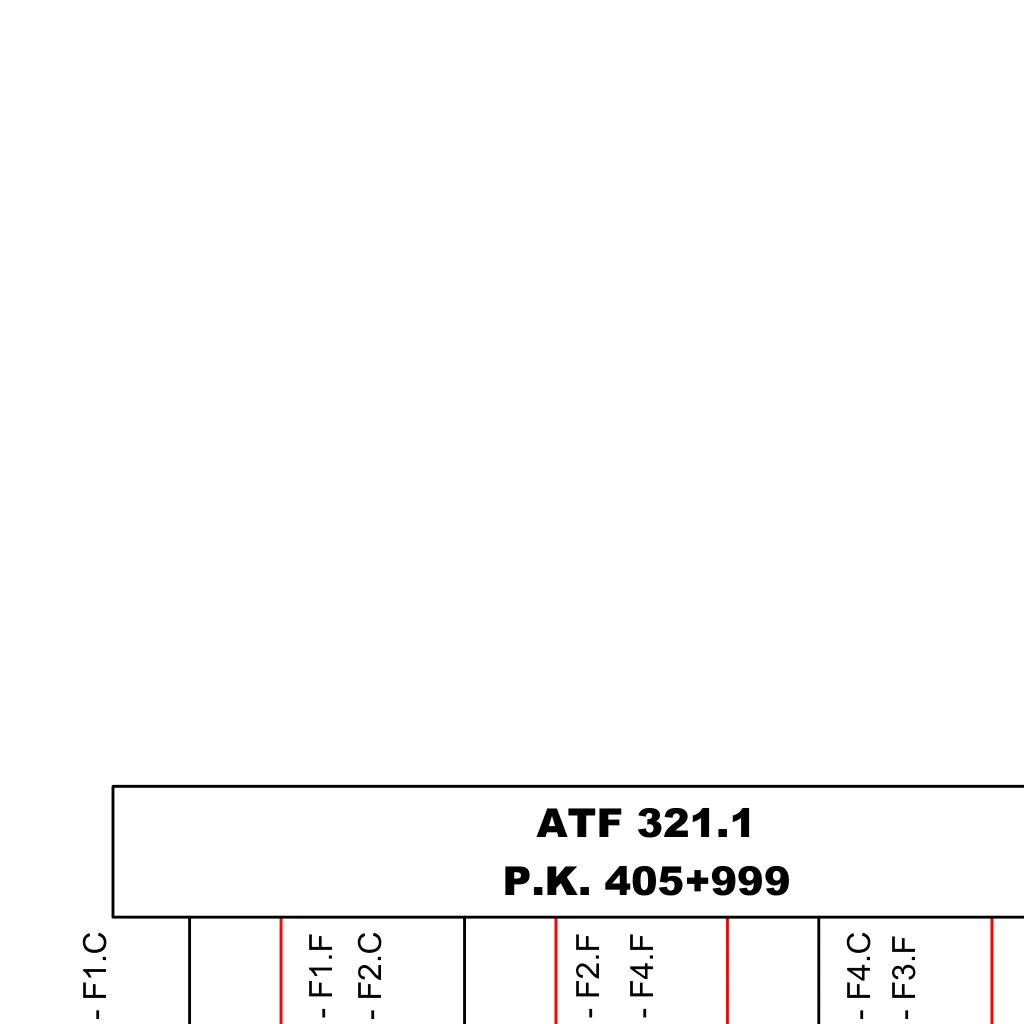 ATF 321.1
P.K. 405+999
- F1.C
- F1.F
- F2.C
- F2.F
- F4.F
- F4.C
- F3.F